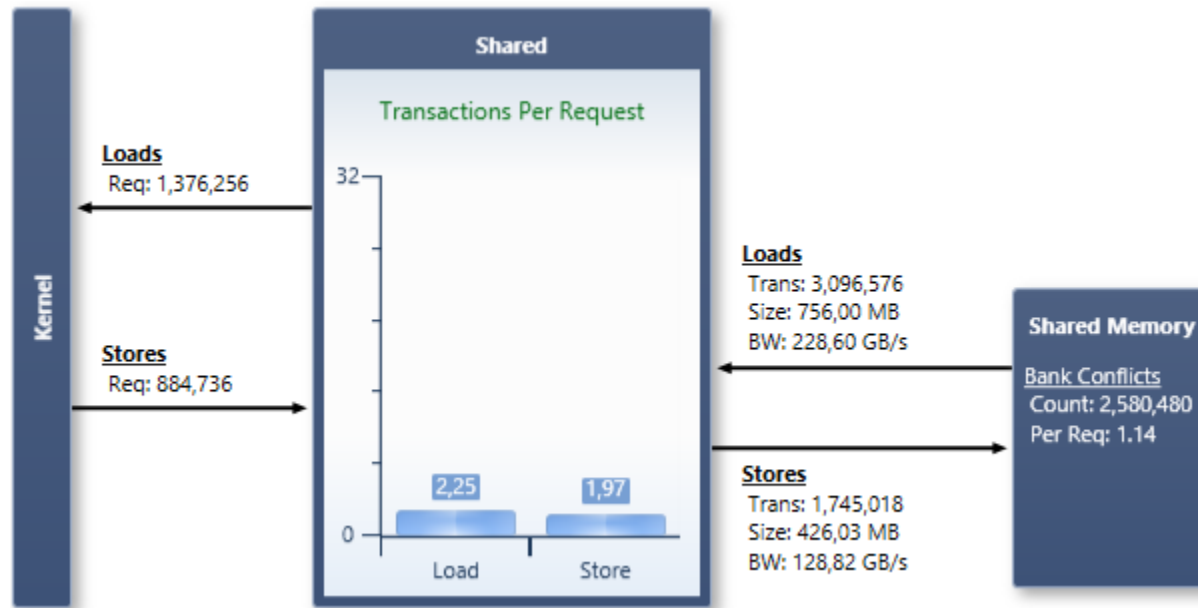 Kernel
Loads
Req: 1,376,256
Stores
Req: 884,736
Shared
Transactions Per Request
32
0
2,25
1,97
Load
Store
Loads
Trans: 3,096,576
Size: 756,00 MB
BW: 228,60 GB/s
Stores
Trans: 1,745,018
Size: 426,03 MB
BW: 128,82 GB/s
Shared Memory
Bank Conflicts
Count: 2,580,480
Per Req: 1.14